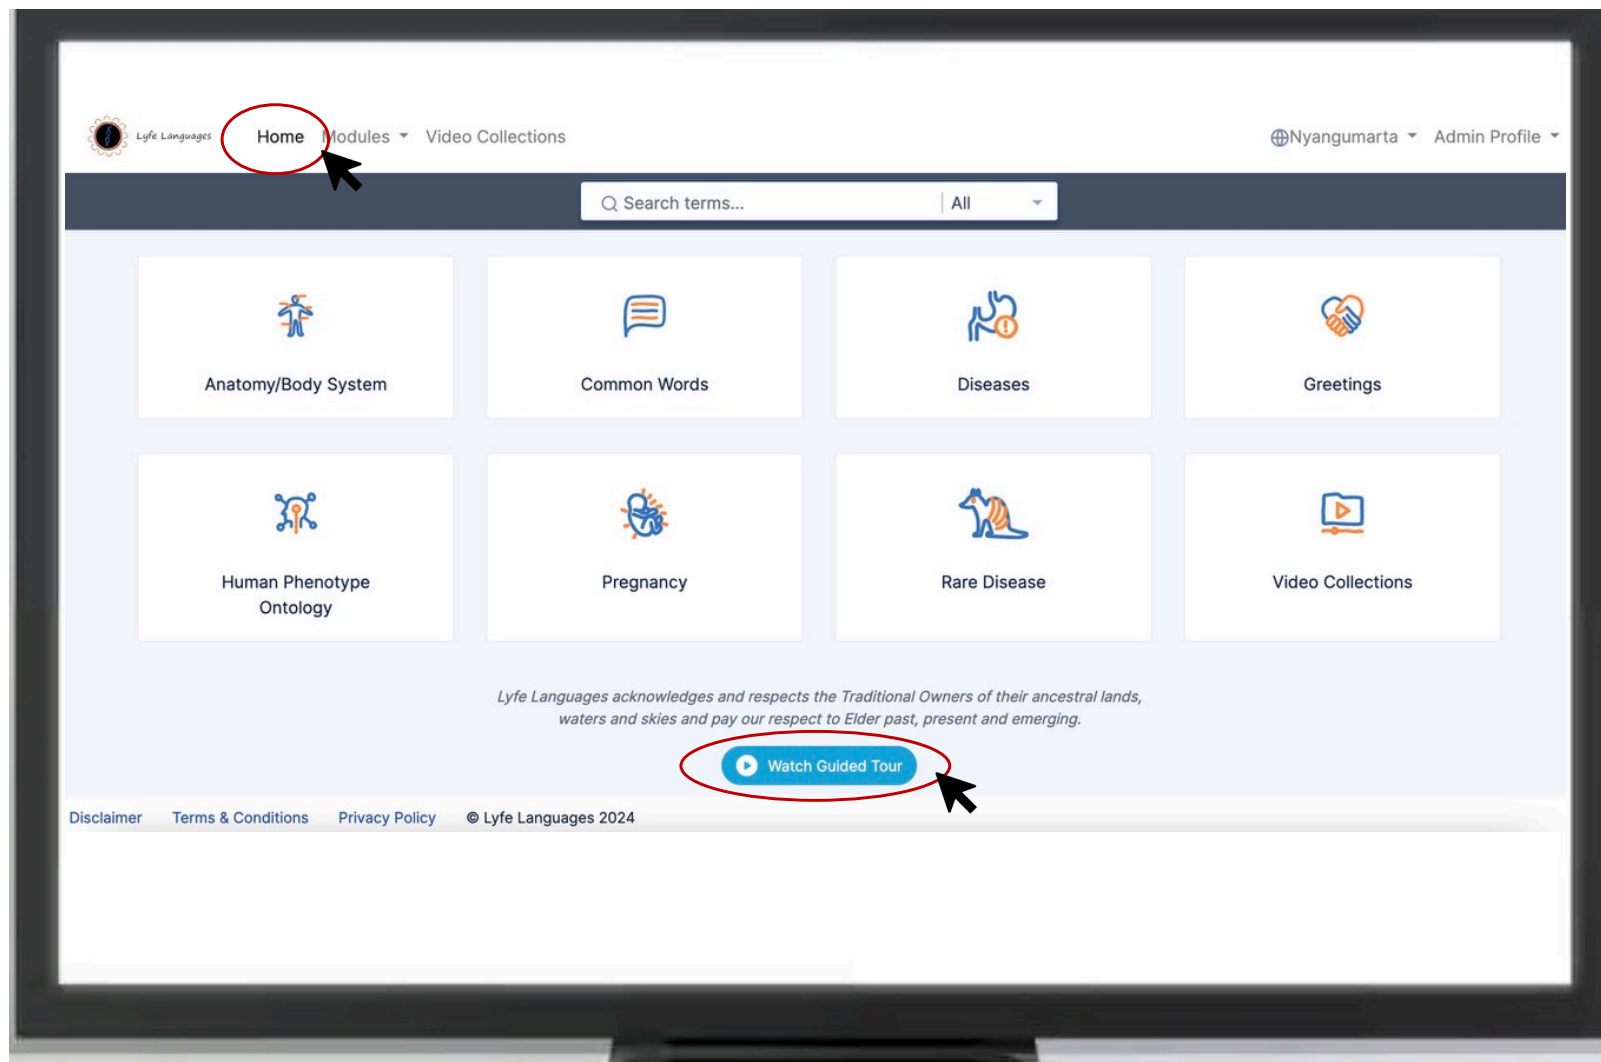 Lyfe Languages
Home Modules Video Collections
Nyangumarta Admin Profile
Search terms... All
Anatomy/Body System
Common Words
Diseases
Greetings
Human Phenotype
Ontology
Pregnancy
Rare Disease
Video Collections
Lyfe Languages acknowledges and respects the Traditional Owners of their ancestral lands,
waters and skies and pay our respect to Elder past, present and emerging.
Watch Guided Tour
Disclaimer Terms & Conditions Privacy Policy © Lyfe Languages 2024